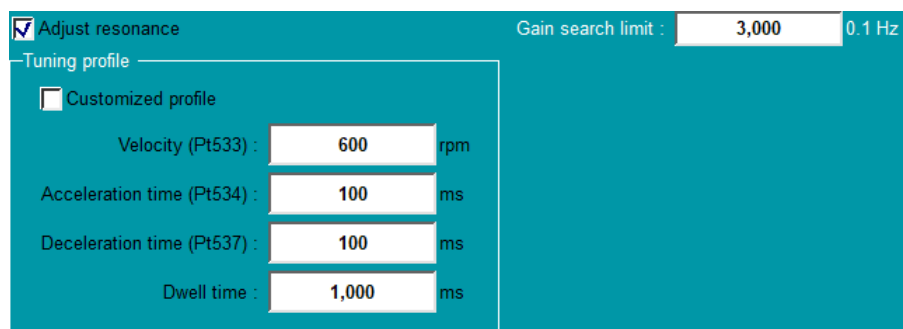 Adjust resonance Gain search limit : 3,000 0.1 Hz
Tuning profile
Customized profile
Velocity (Pt533) : 600 rpm
Acceleration time (Pt534) : 100 ms
Deceleration time (Pt537) : 100 ms
Dwell time : 1,000 ms